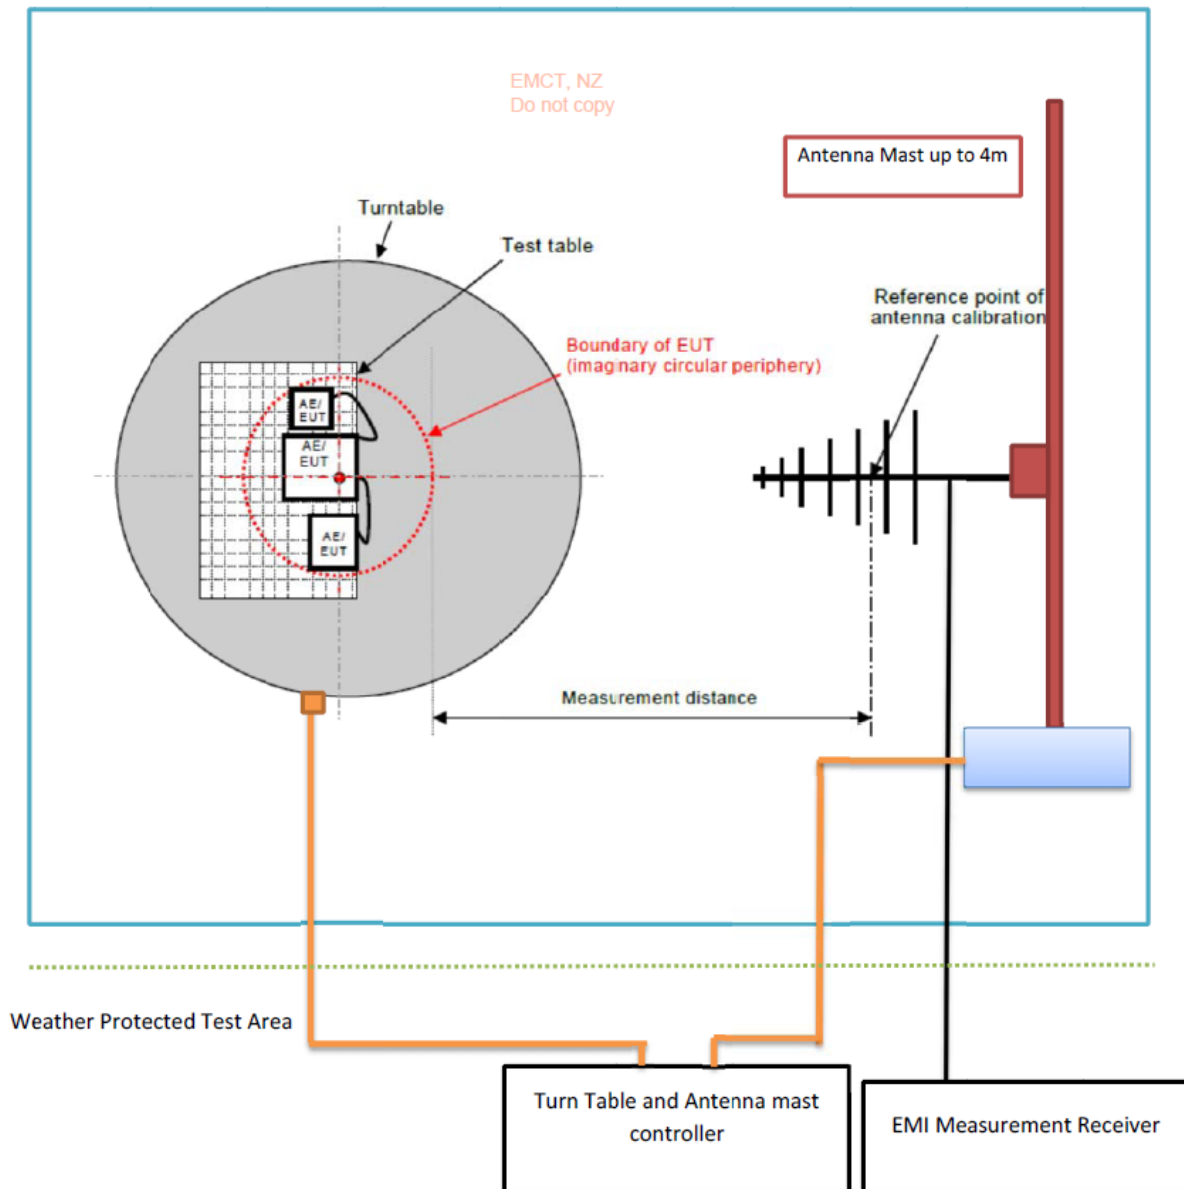 EMCT, NZ
Do not copy
Antenna Mast up to 4m
Turntable
Test table
Reference point of
antenna calibration
Boundary of EUT
(imaginary circular periphery)
AE/
EUT
AE/
EUT
AE/
EUT
Measurement distance
Weather Protected Test Area
Turn Table and Antenna mast
controller
EMI Measurement Receiver